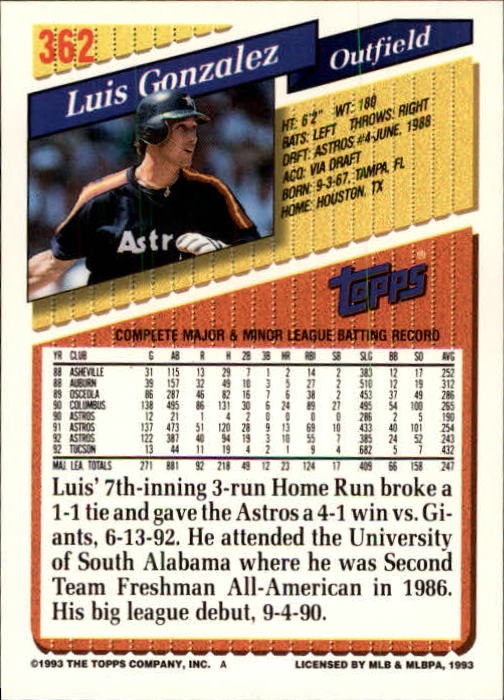 362
Luis Gonzalez
Outfield
HT: 6'2" WT: 180
BATS: LEFT THROWS: RIGHT
DRFT: ASTROS #4-JUNE, 1988
ACQ: VIA DRAFT
BORN: 9-3-67, TAMPA, FL
HOME: HOUSTON, TX
Astr
TOPPS ®
COMPLETE MAJOR & MINOR LEAGUE BATTING RECORD
YR CLUB G AB R H 2B 3B HR RBI SB SLG BB SO AVG
88 ASHEVILLE 31 115 13 29 7 1 2 14 2 .383 12 17 .252
88 AUBURN 39 157 32 49 10 3 5 27 2 .510 12 19 .312
89 OSCEOLA 86 287 46 82 16 7 6 38 2 .453 37 49 .286
90 COLUMBUS 138 495 86 131 30 6 24 89 27 .495 54 100 .265
90 ASTROS 12 21 1 4 2 0 0 0 0 .286 2 5 .190
91 ASTROS 137 473 51 120 28 9 13 69 10 .433 40 101 .254
92 ASTROS 122 387 40 94 19 3 10 55 7 .385 24 52 .243
92 TUCSON 13 44 11 19 4 2 1 9 4 .682 5 7 .432
MAJ. LEA. TOTALS 271 881 92 218 49 12 23 124 17 .409 66 158 .247
Luis' 7th-inning 3-run Home Run broke a
1-1 tie and gave the Astros a 4-1 win vs. Gi-
ants, 6-13-92. He attended the University
of South Alabama where he was Second
Team Freshman All-American in 1986.
His big league debut, 9-4-90.
©1993 THE TOPPS COMPANY, INC. A LICENSED BY MLB & MLBPA, 1993